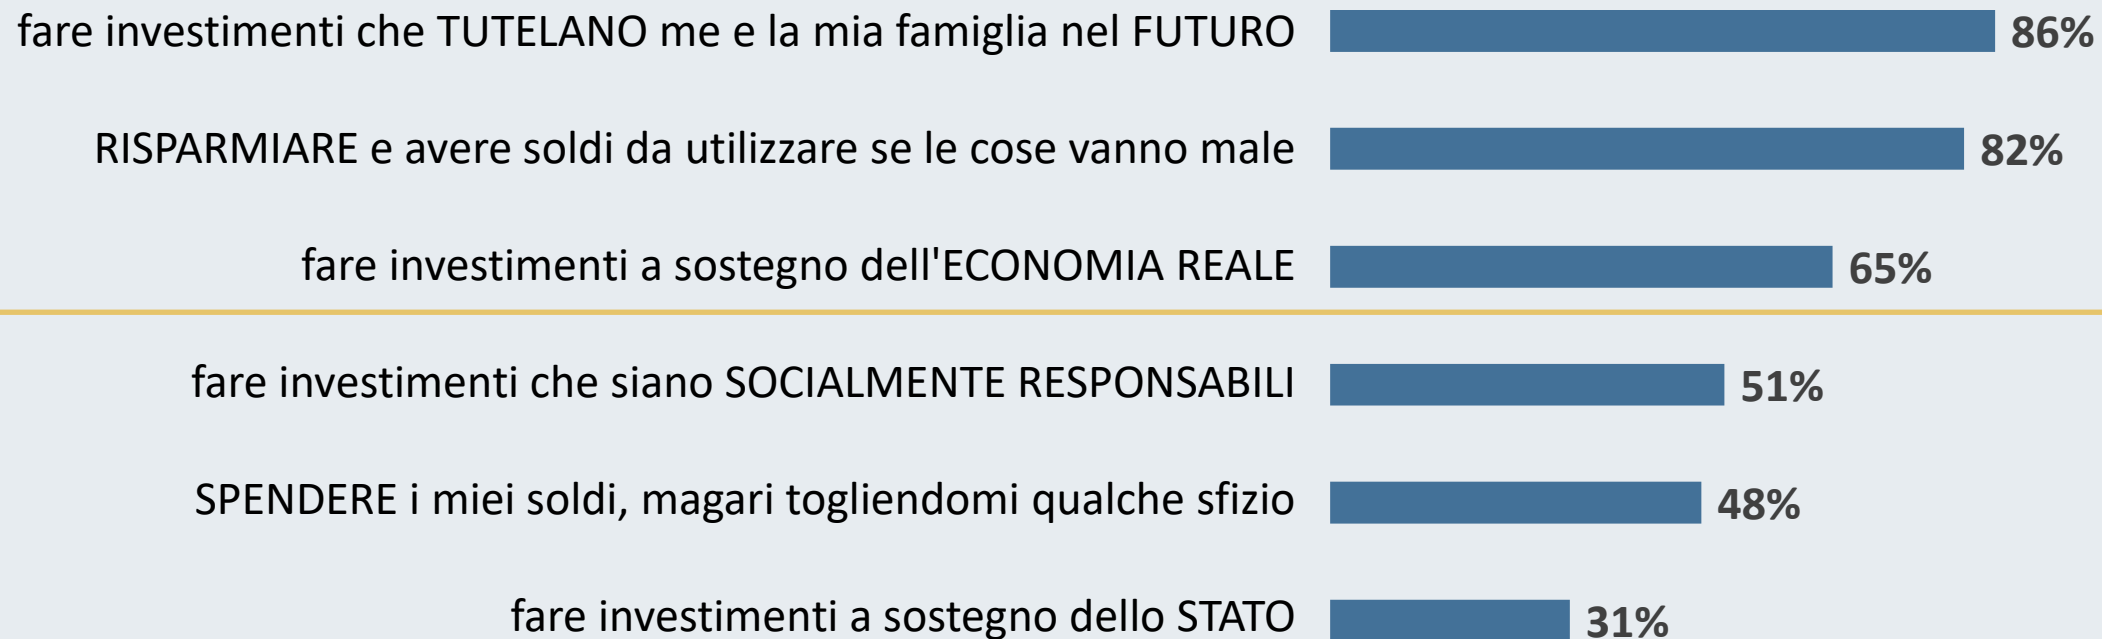 fare investimenti che TUTELANO me e la mia famiglia nel FUTURO 86%
RISPARMIARE e avere soldi da utilizzare se le cose vanno male 82%
fare investimenti a sostegno dell'ECONOMIA REALE 65%
fare investimenti che siano SOCIALMENTE RESPONSABILI 51%
SPENDERE i miei soldi, magari togliendomi qualche sfizio 48%
fare investimenti a sostegno dello STATO 31%